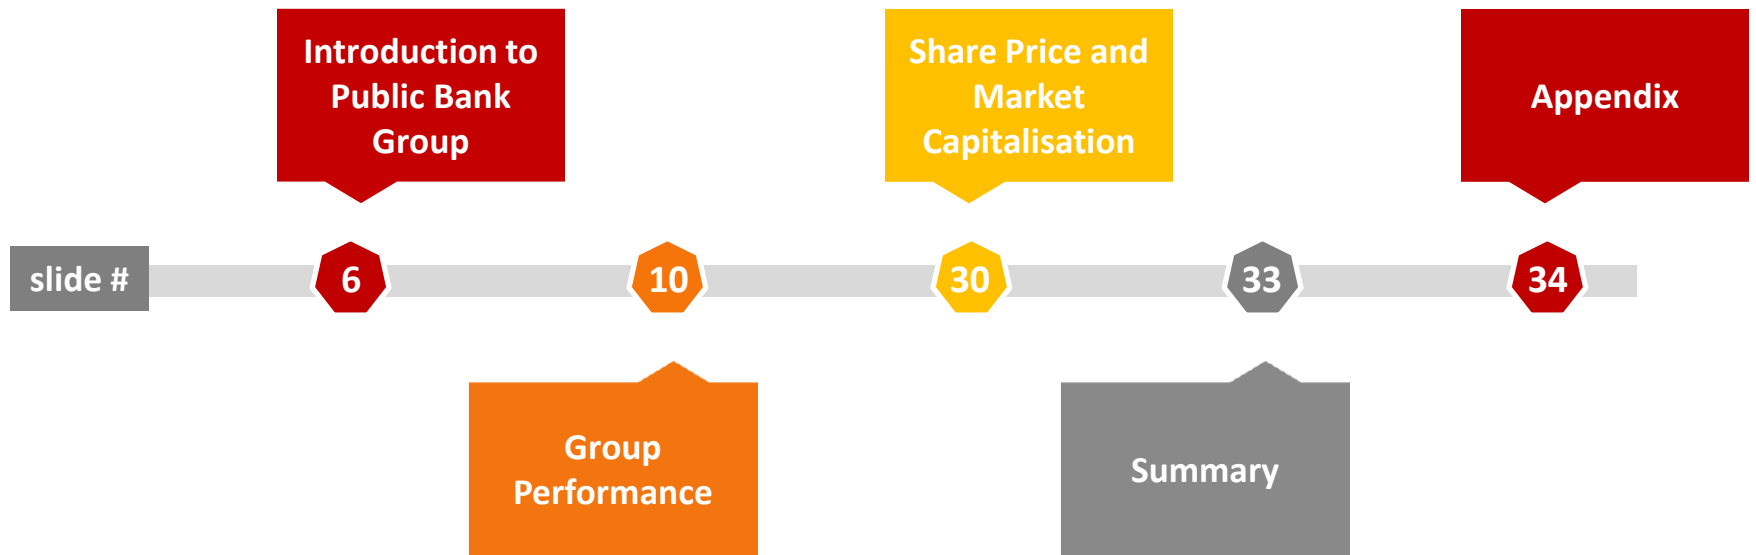 Introduction to
Public Bank
Group
Share Price and
Market
Capitalisation
Appendix
slide #
6
10
30
33
34
Group
Performance
Summary